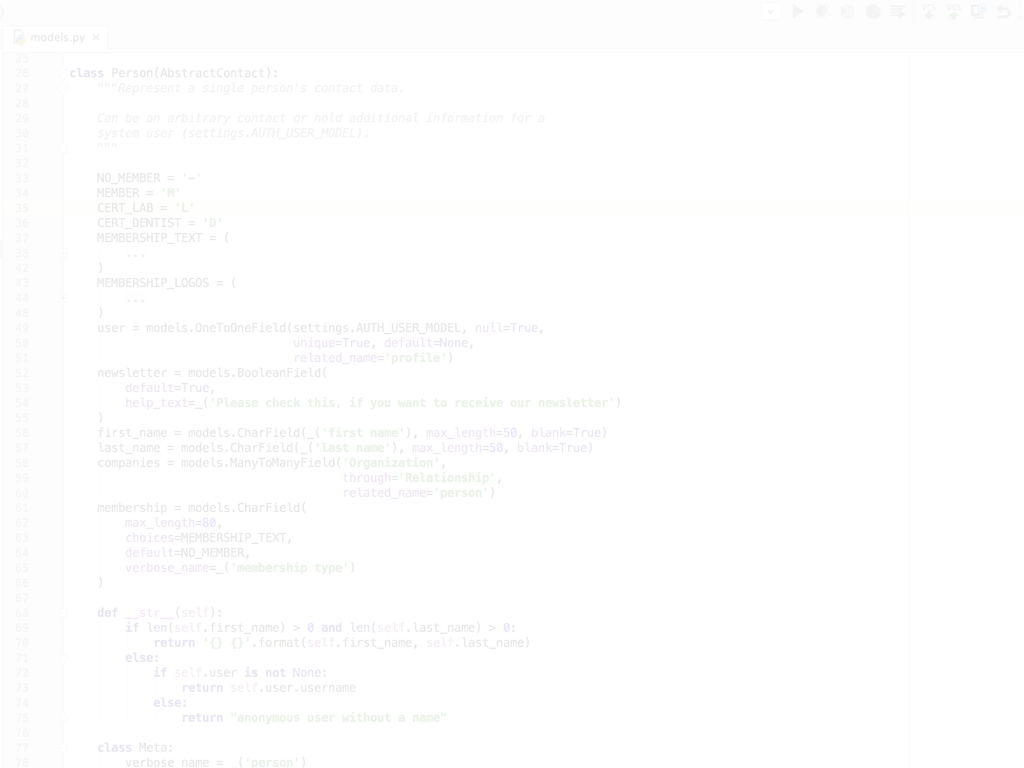 models.py ×
25
26 class Person(AbstractContact):
27 """Represent a single person's contact data.
28
29 Can be an arbitrary contact or hold additional information for a
30 system user (settings.AUTH_USER_MODEL).
31 """
32
33 NO_MEMBER = '-'
34 MEMBER = 'M'
35 CERT_LAB = 'L'
36 CERT_DENTIST = 'D'
37 MEMBERSHIP_TEXT = (
38 ...
42 )
43 MEMBERSHIP_LOGOS = (
44 ...
48 )
49 user = models.OneToOneField(settings.AUTH_USER_MODEL, null=True,
50 unique=True, default=None,
51 related_name='profile')
52 newsletter = models.BooleanField(
53 default=True,
54 help_text=_('Please check this, if you want to receive our newsletter')
55 )
56 first_name = models.CharField(_('first name'), max_length=50, blank=True)
57 last_name = models.CharField(_('last name'), max_length=50, blank=True)
58 companies = models.ManyToManyField('Organization',
59 through='Relationship',
60 related_name='person')
61 membership = models.CharField(
62 max_length=80,
63 choices=MEMBERSHIP_TEXT,
64 default=NO_MEMBER,
65 verbose_name=_('membership type')
66 )
67
68 def __str__(self):
69 if len(self.first_name) > 0 and len(self.last_name) > 0:
70 return '{} {}'.format(self.first_name, self.last_name)
71 else:
72 if self.user is not None:
73 return self.user.username
74 else:
75 return "anonymous user without a name"
76
77 class Meta:
78 verbose_name = _('person')